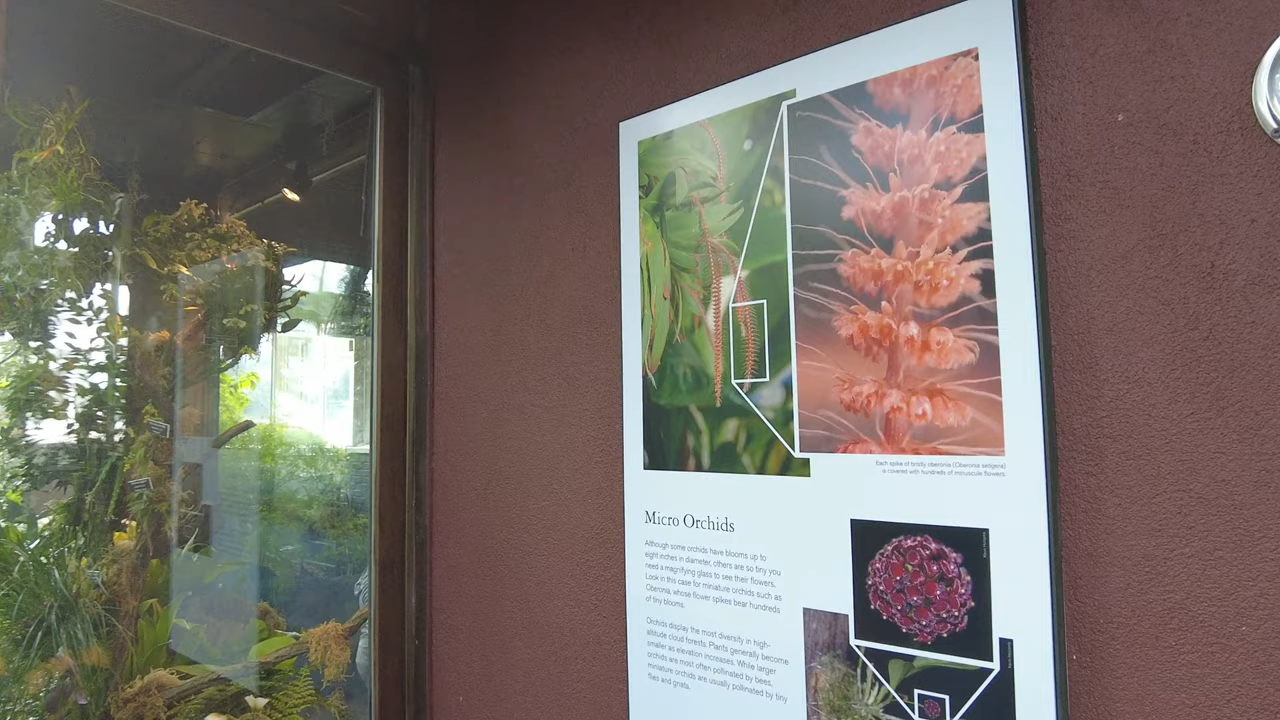 Each spike of bristly oberonia (Oberonia setigera)
is covered with hundreds of minuscule flowers.
Micro Orchids
Although some orchids have blooms up to
eight inches in diameter, others are so tiny you
need a magnifying glass to see their flowers.
Look in this case for miniature orchids such as
Oberonia, whose flower spikes bear hundreds
of tiny blooms.
Orchids display the most diversity in high-
altitude cloud forests. Plants generally become
smaller as elevation increases. While larger
orchids are most often pollinated by bees,
miniature orchids are usually pollinated by tiny
flies and gnats.